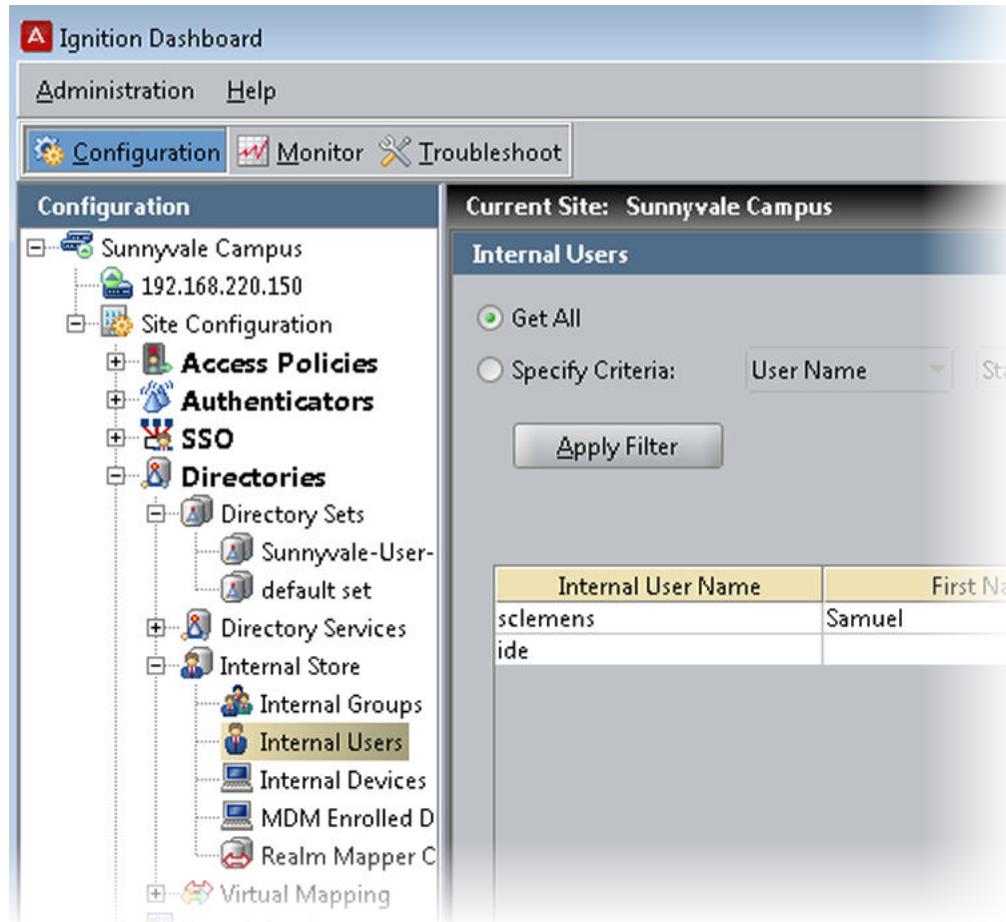 Ignition Dashboard
Administration Help
Configuration Monitor Troubleshoot
Configuration
Sunnyvale Campus
192.168.220.150
Site Configuration
Access Policies
Authenticators
SSO
Directories
Directory Sets
Sunnyvale-User-
default set
Directory Services
Internal Store
Internal Groups
Internal Users
Internal Devices
MDM Enrolled D
Realm Mapper C
Virtual Mapping
Current Site: Sunnyvale Campus
Internal Users
Get All
Specify Criteria: User Name
Apply Filter
Internal User Name First Na
sclemens Samuel
ide